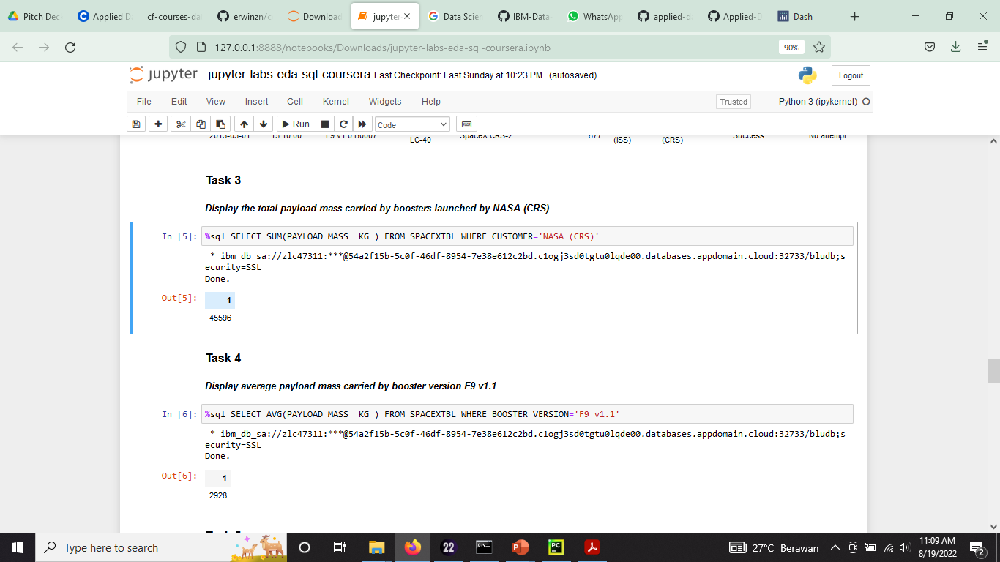 Pitch Deck
Applied D
cf-courses-da
erwinzn/c
Download
jupyter
Data Scien
IBM-Data-
WhatsApp
applied-d
Applied-D
Dash
127.0.0.1:8888/notebooks/Downloads/jupyter-labs-eda-sql-coursera.ipynb
90%
jupyter jupyter-labs-eda-sql-coursera Last Checkpoint: Last Sunday at 10:23 PM (autosaved)
Logout
File Edit View Insert Cell Kernel Widgets Help
Trusted
Python 3 (ipykernel)
Run
Code
2013-03-01 15:10:00 F9 v1.0 B0007 SpaceX CRS-2 677 Success No attempt
LC-40 (ISS) (CRS)
Task 3
Display the total payload mass carried by boosters launched by NASA (CRS)
In [5]: %sql SELECT SUM(PAYLOAD_MASS__KG_) FROM SPACEXTBL WHERE CUSTOMER='NASA (CRS)'
* ibm_db_sa://zlc47311:***@54a2f15b-5c0f-46df-8954-7e38e612c2bd.c1ogj3sd0tgtu0lqde00.databases.appdomain.cloud:32733/bludb;s
ecurity=SSL
Done.
Out[5]: 1
45596
Task 4
Display average payload mass carried by booster version F9 v1.1
In [6]: %sql SELECT AVG(PAYLOAD_MASS__KG_) FROM SPACEXTBL WHERE BOOSTER_VERSION='F9 v1.1'
* ibm_db_sa://zlc47311:***@54a2f15b-5c0f-46df-8954-7e38e612c2bd.c1ogj3sd0tgtu0lqde00.databases.appdomain.cloud:32733/bludb;s
ecurity=SSL
Done.
Out[6]: 1
2928
Type here to search
22
PC
27°C Berawan
11:09 AM
8/19/2022
2